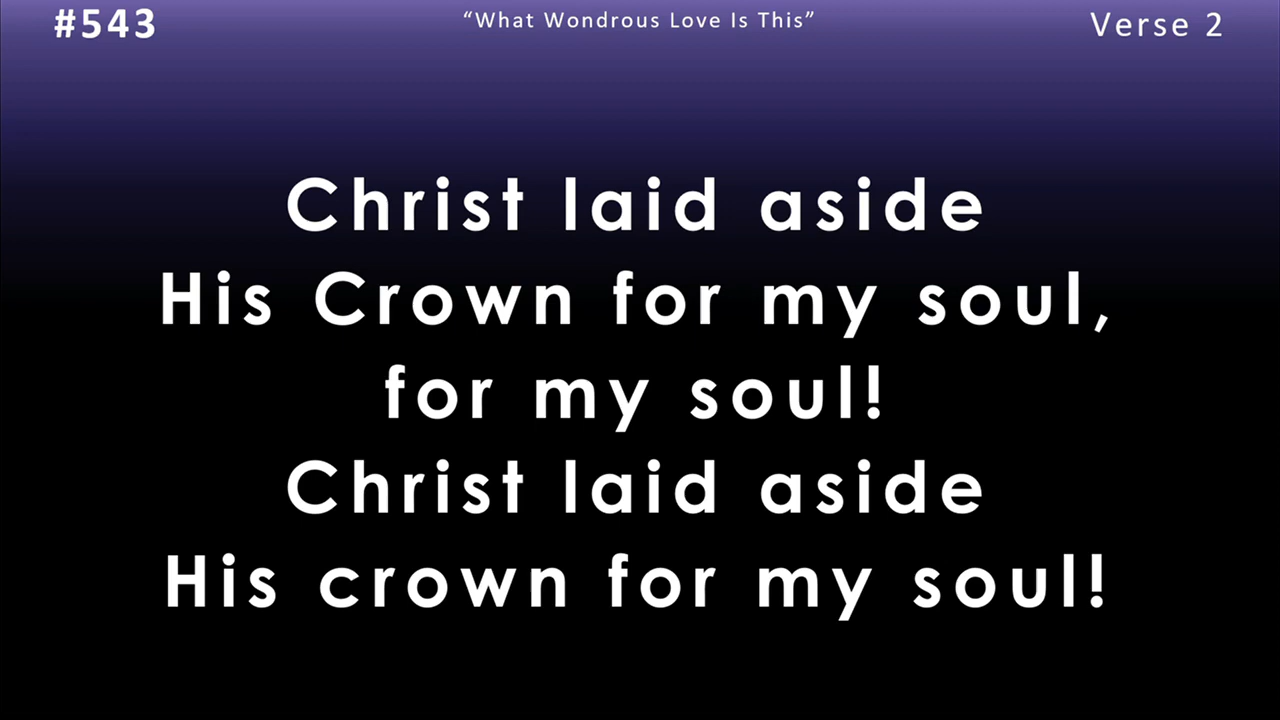 #543
“What Wondrous Love Is This”
Verse 2
Christ laid aside
His Crown for my soul,
for my soul!
Christ laid aside
His crown for my soul!